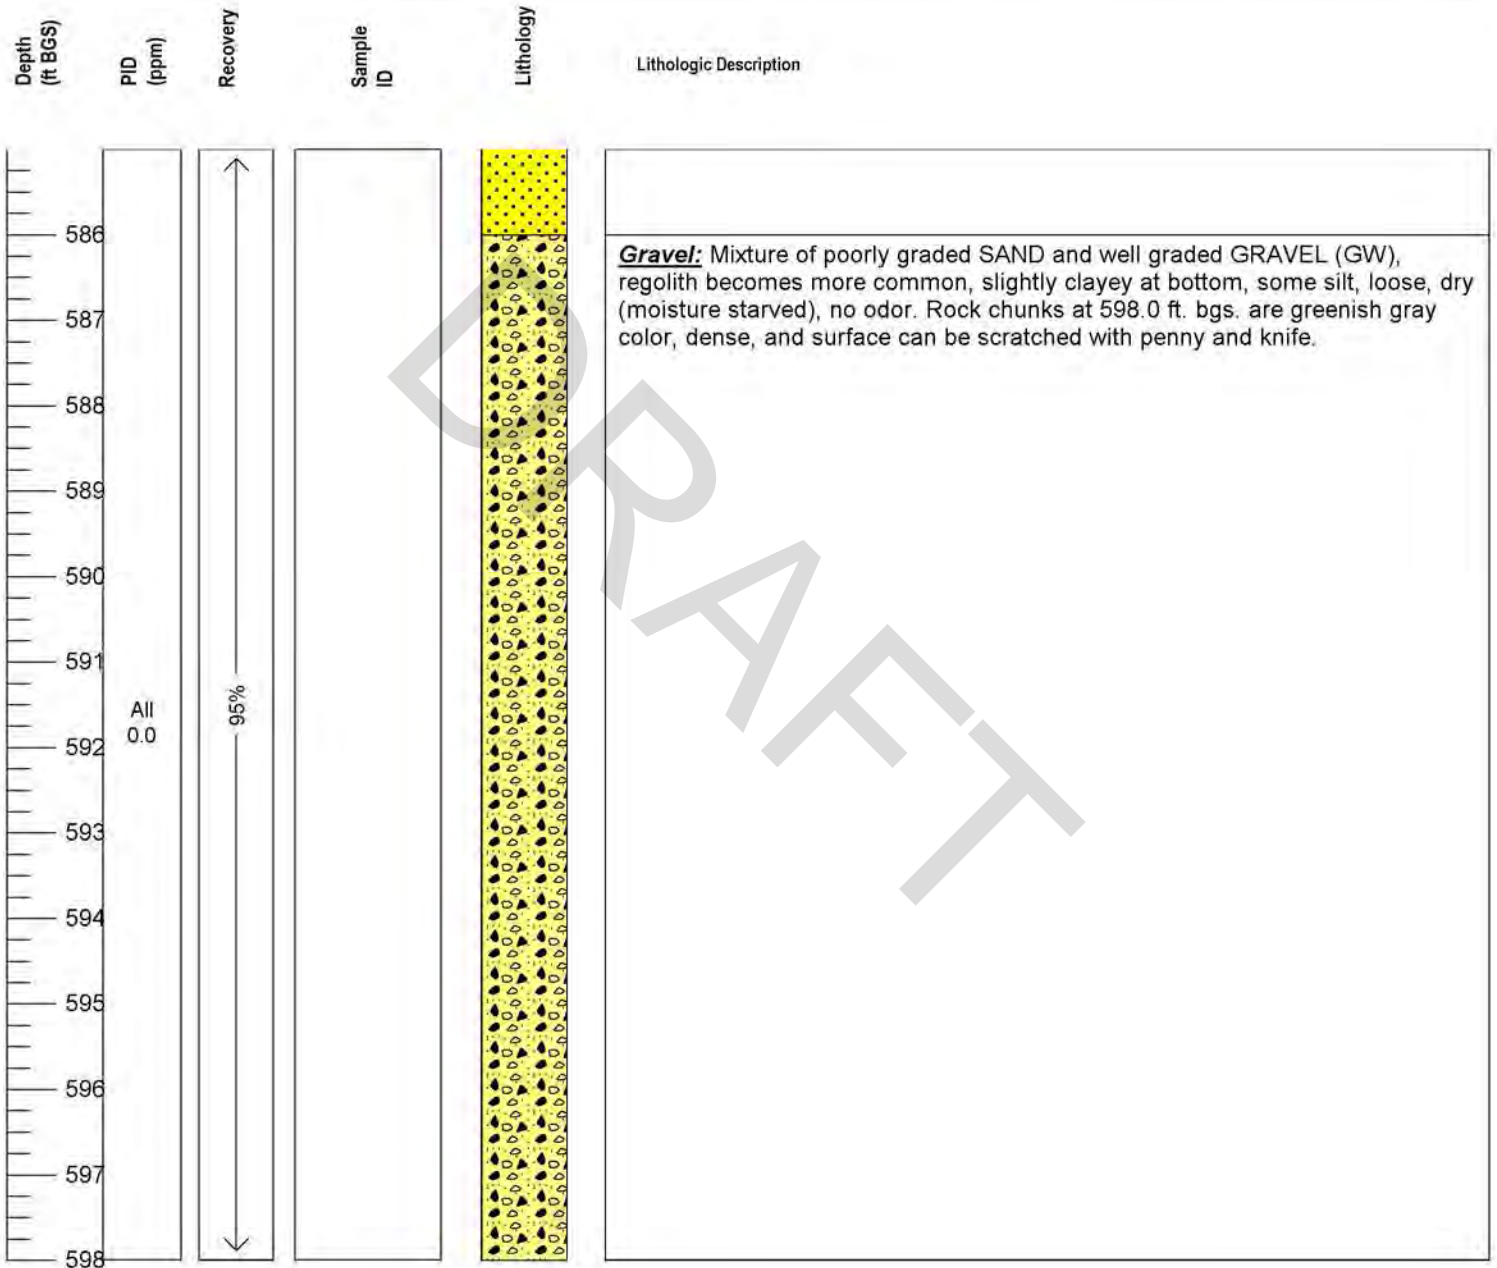 Depth
(ft BGS)
PID
(ppm)
Recovery
Sample
ID
Lithology
Lithologic Description
586
Gravel: Mixture of poorly graded SAND and well graded GRAVEL (GW),
regolith becomes more common, slightly clayey at bottom, some silt, loose, dry
(moisture starved), no odor. Rock chunks at 598.0 ft. bgs. are greenish gray
color, dense, and surface can be scratched with penny and knife.
587
588
589
590
591
All
0.0
95%
592
593
594
595
596
597
598
DRAFT